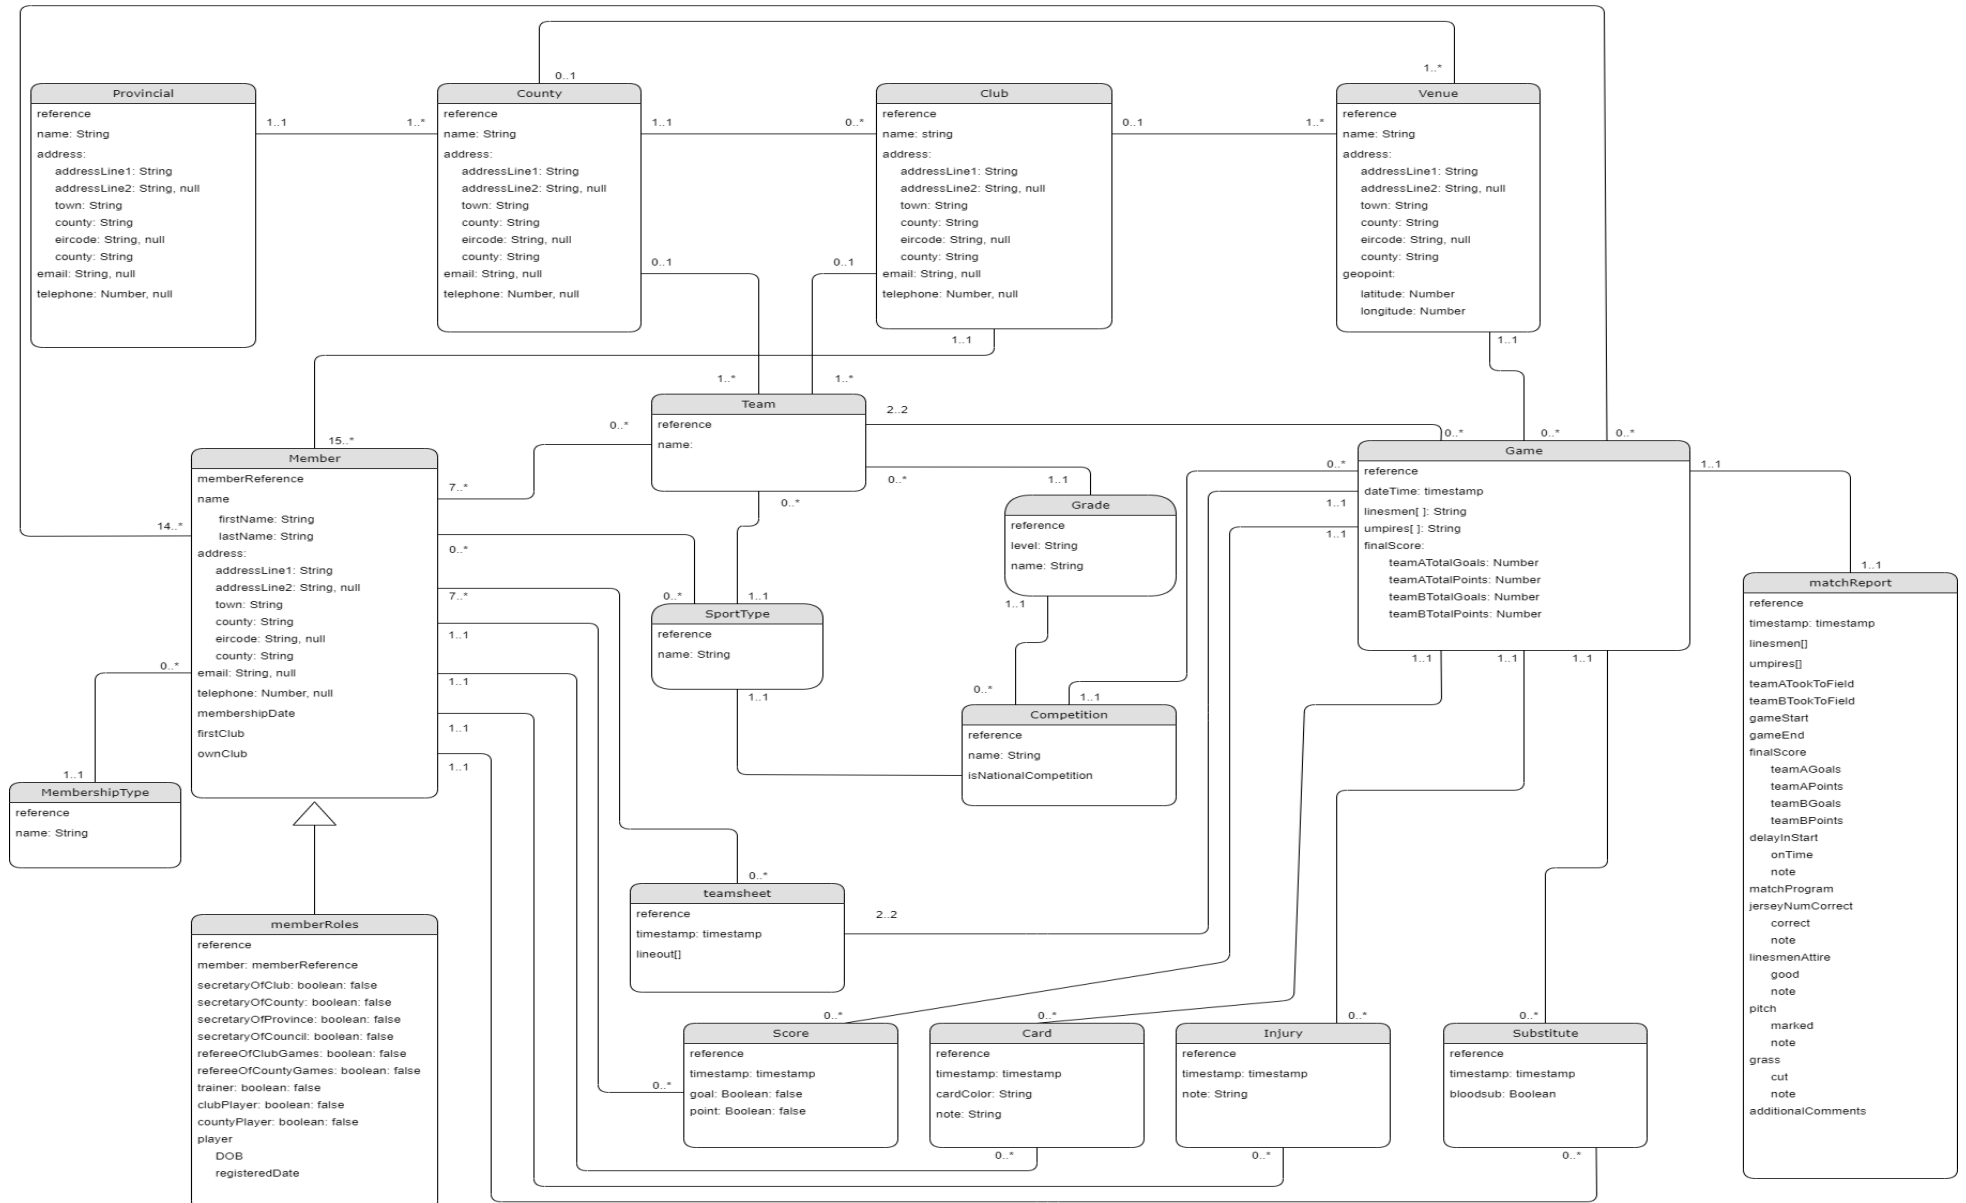 0..1
1..*
Provincial
reference
name: String
address:
addressLine1: String
addressLine2: String, null
town: String
county: String
eircode: String, null
county: String
email: String, null
telephone: Number, null
1..1
1..*
County
reference
name: String
address:
addressLine1: String
addressLine2: String, null
town: String
county: String
eircode: String, null
county: String
email: String, null
telephone: Number, null
1..1
0..*
0..1
Club
reference
name: string
address:
addressLine1: String
addressLine2: String, null
town: String
county: String
eircode: String, null
county: String
email: String, null
telephone: Number, null
0..1
1..*
0..1
1..1
Venue
reference
name: String
address:
addressLine1: String
addressLine2: String, null
town: String
county: String
eircode: String, null
county: String
geopoint:
latitude: Number
longitude: Number
1..1
1..*
1..*
Team
reference
name:
2..2
0..*
0..*
0..*
15..*
14..*
Member
memberReference
name
firstName: String
lastName: String
address:
addressLine1: String
addressLine2: String, null
town: String
county: String
eircode: String, null
county: String
email: String, null
telephone: Number, null
membershipDate
firstClub
ownClub
7..*
0..*
7..*
1..1
1..1
1..1
1..1
0..*
1..1
MembershipType
reference
name: String
memberRoles
reference
member: memberReference
secretaryOfClub: boolean: false
secretaryOfCounty: boolean: false
secretaryOfProvince: boolean: false
secretaryOfCouncil: boolean: false
refereeOfClubGames: boolean: false
refereeOfCountyGames: boolean: false
trainer: boolean: false
clubPlayer: boolean: false
countyPlayer: boolean: false
player
DOB
registeredDate
0..*
1..1
SportType
reference
name: String
1..1
1..1
Grade
reference
level: String
name: String
1..1
0..*
1..1
Competition
reference
name: String
isNationalCompetition
0..*
0..*
0..*
Game
reference
dateTime: timestamp
linesmen[ ]: String
umpires[ ]: String
finalScore:
teamATotalGoals: Number
teamATotalPoints: Number
teamBTotalGoals: Number
teamBTotalPoints: Number
0..*
1..1
1..1
1..1
1..1
1..1
1..1
1..1
matchReport
reference
timestamp: timestamp
linesmen[]
umpires[]
teamATookToField
teamBTookToField
gameStart
gameEnd
finalScore
teamAGoals
teamAPoints
teamBGoals
teamBPoints
delayInStart
onTime
note
matchProgram
jerseyNumCorrect
correct
note
linesmenAttire
good
note
pitch
marked
note
grass
cut
note
additionalComments
0..*
teamsheet
reference
timestamp: timestamp
lineout[]
2..2
0..*
0..*
Score
reference
timestamp: timestamp
goal: Boolean: false
point: Boolean: false
0..*
Card
reference
timestamp: timestamp
cardColor: String
note: String
0..*
0..*
Injury
reference
timestamp: timestamp
note: String
0..*
0..*
Substitute
reference
timestamp: timestamp
bloodsub: Boolean
0..*